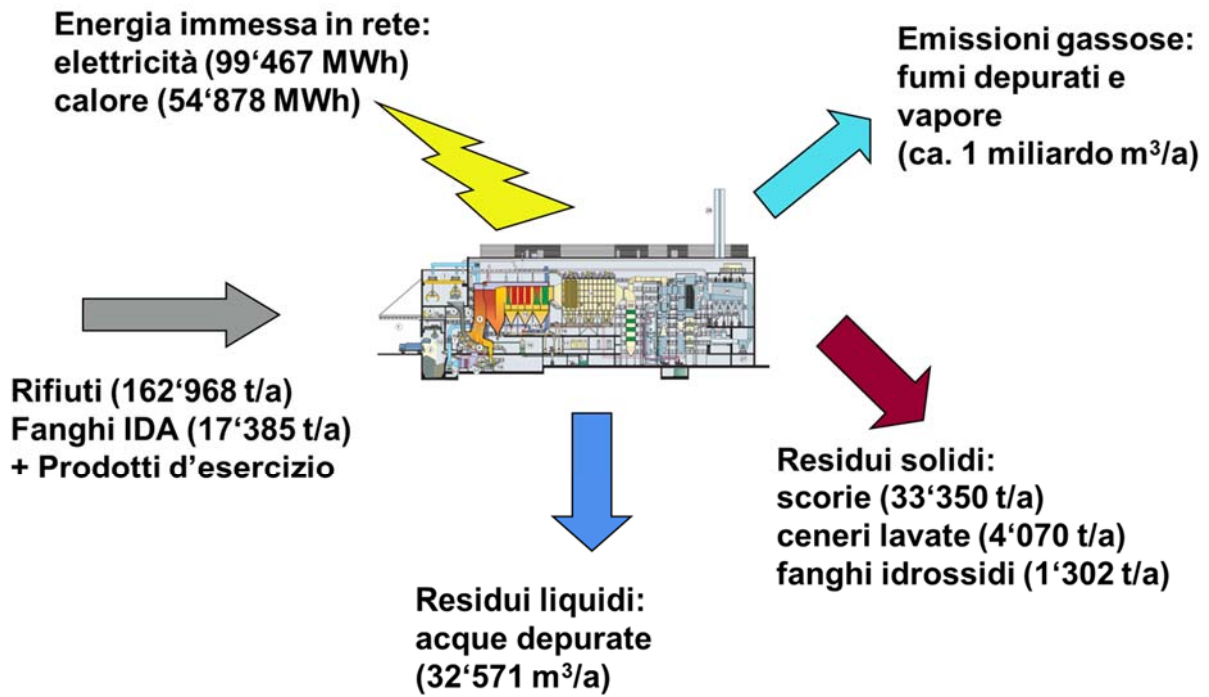 Energia immessa in rete:
elettricità (99‘467 MWh)
calore (54‘878 MWh)
Emissioni gassose:
fumi depurati e
vapore
(ca. 1 miliardo m³/a)
Rifiuti (162‘968 t/a)
Fanghi IDA (17‘385 t/a)
+ Prodotti d’esercizio
Residui solidi:
scorie (33‘350 t/a)
ceneri lavate (4‘070 t/a)
fanghi idrossidi (1‘302 t/a)
Residui liquidi:
acque depurate
(32‘571 m³/a)